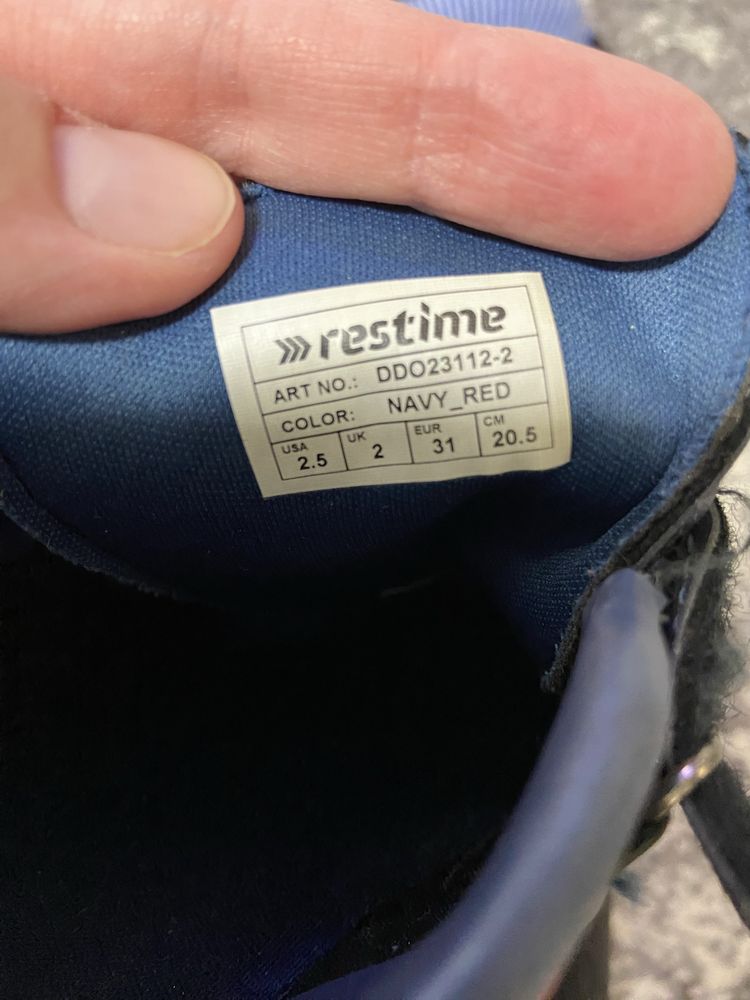 restime
ART NO.: DDO23112-2
COLOR: NAVY_RED
USA UK EUR CM
2.5 2 31 20.5